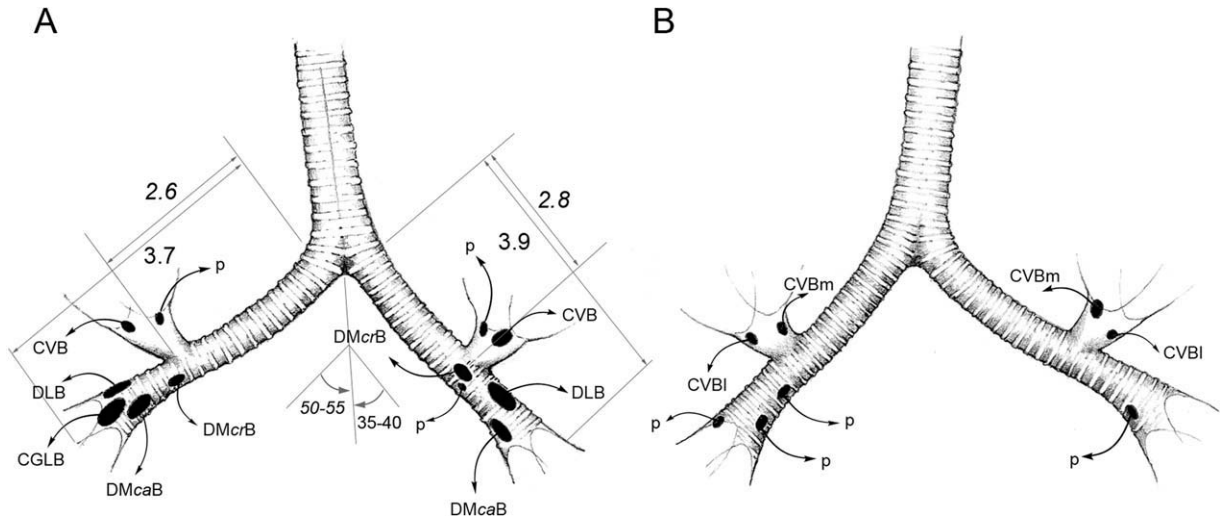 A
B
2.6
3.7
2.8
3.9
p
p
CVB
DLB
CGLB
DMcaB
DMcrB
50-55
35-40
DMcrB
p
CVB
DLB
DMcaB
CVBm
CVBl
p
p
p
CVBm
CVBl
p